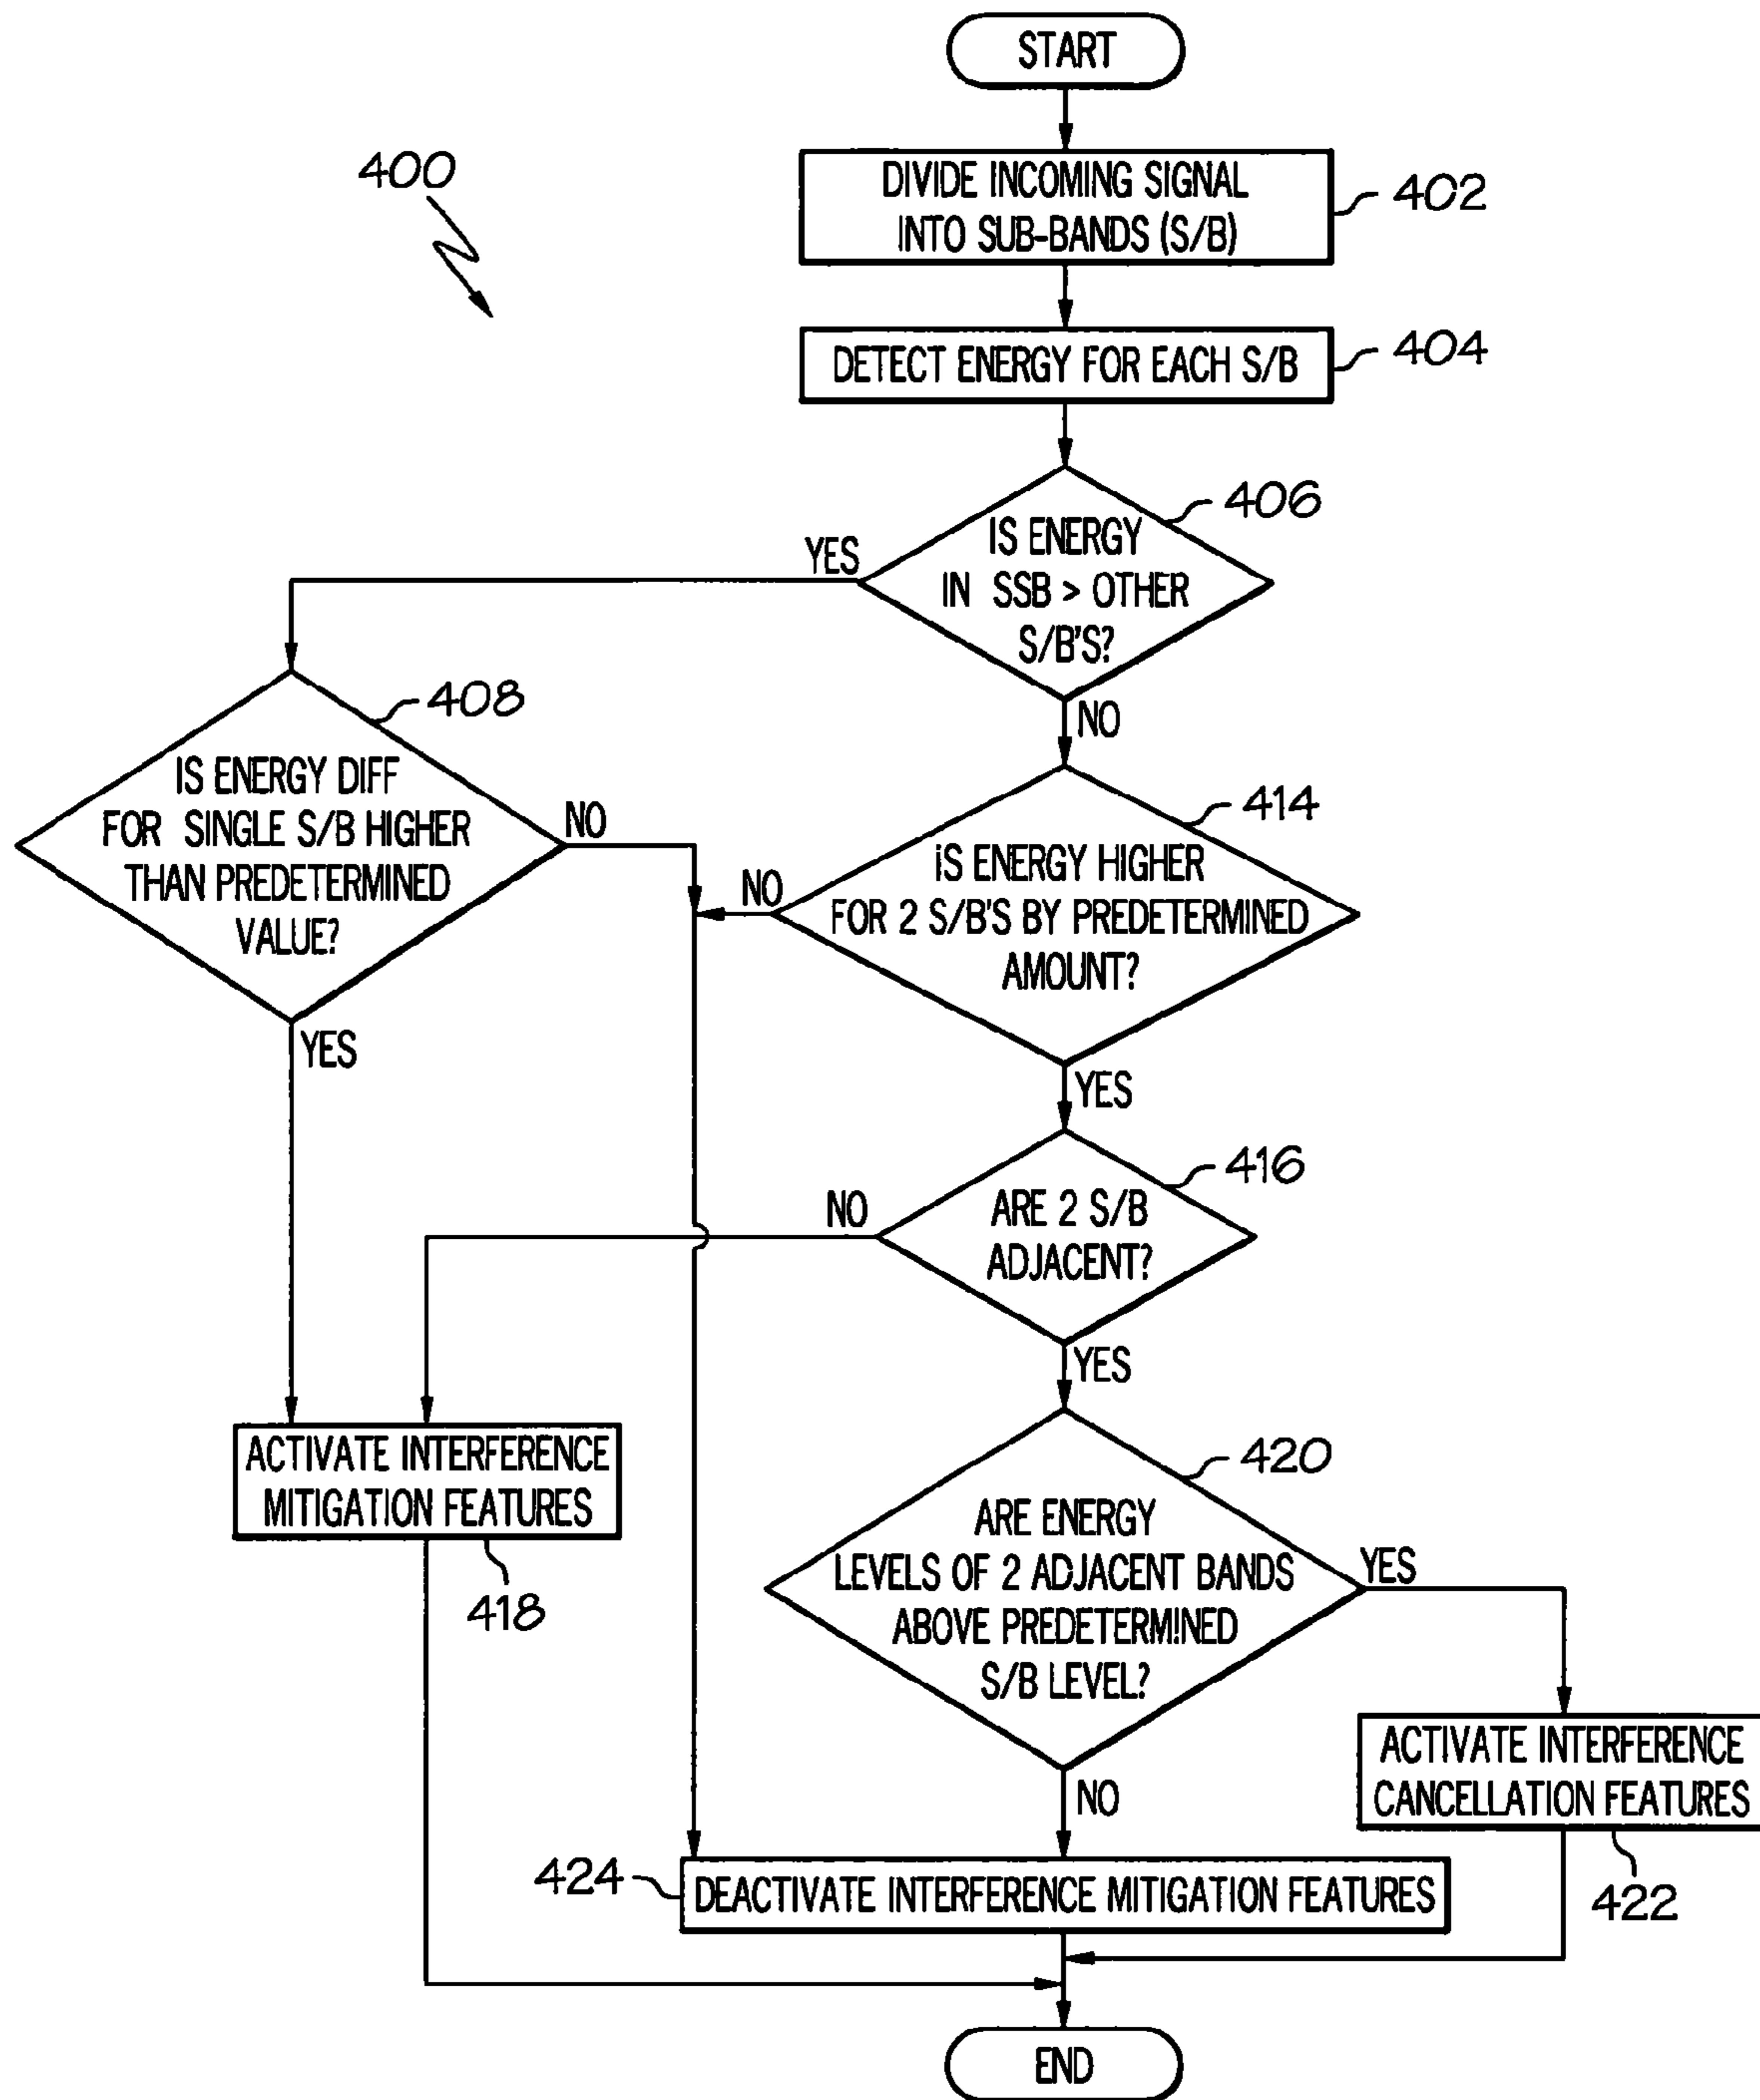 START
400
DIVIDE INCOMING SIGNAL
INTO SUB-BANDS (S/B)
402
DETECT ENERGY FOR EACH S/B
404
406
IS ENERGY
IN SSB > OTHER
S/B'S?
YES
NO
408
IS ENERGY DIFF
FOR SINGLE S/B HIGHER
THAN PREDETERMINED
VALUE?
NO
YES
414
iS ENERGY HIGHER
FOR 2 S/B'S BY PREDETERMINED
AMOUNT?
NO
YES
416
ARE 2 S/B
ADJACENT?
NO
YES
ACTIVATE INTERFERENCE
MITIGATION FEATURES
418
420
ARE ENERGY
LEVELS OF 2 ADJACENT BANDS
ABOVE PREDETERM!NED
S/B LEVEL?
YES
NO
ACTIVATE INTERFERENCE
CANCELLATION FEATURES
422
424
DEACTIVATE INTERFERENCE MITIGATION FEATURES
END